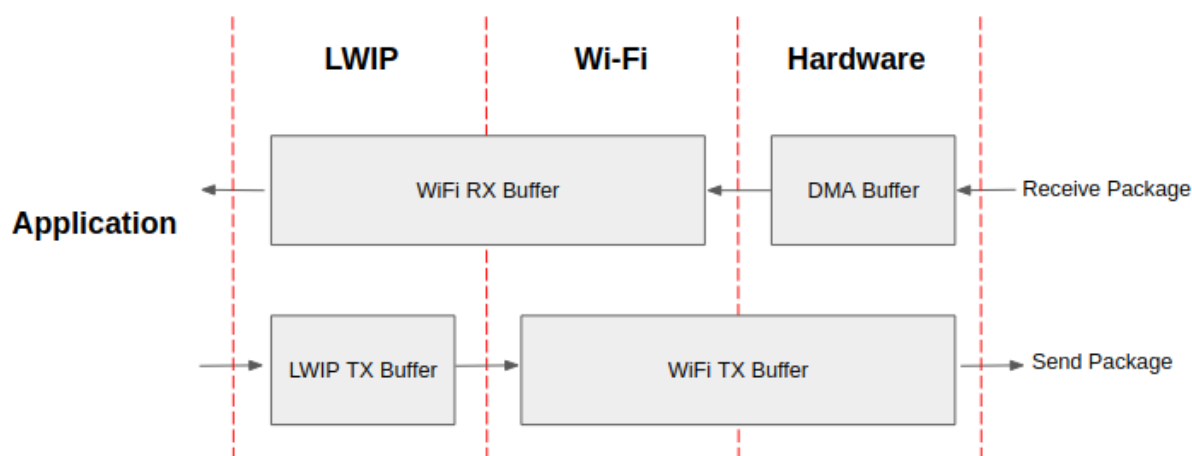 LWIP
Wi-Fi
Hardware
WiFi RX Buffer
DMA Buffer
Receive Package
Application
LWIP TX Buffer
WiFi TX Buffer
Send Package